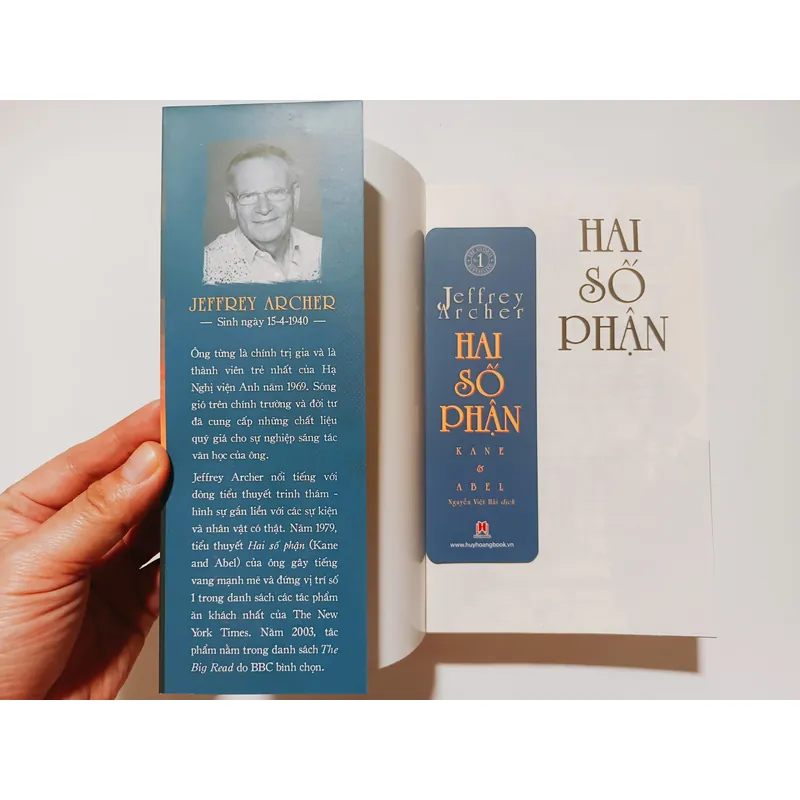 JEFFREY ARCHER
— Sinh ngày 15-4-1940 —
Ông từng là chính trị gia và là
thành viên trẻ nhất của Hạ
Nghị viện Anh năm 1969. Sóng
gió trên chính trường và đời tư
đã cung cấp những chất liệu
quý giá cho sự nghiệp sáng tác
văn học của ông.
Jeffrey Archer nổi tiếng với
dòng tiểu thuyết trinh thám -
hình sự gắn liền với các sự kiện
và nhân vật có thật. Năm 1979,
tiểu thuyết Hai số phận (Kane
and Abel) của ông gây tiếng
vang mạnh mẽ và đứng vị trí số
1 trong danh sách các tác phẩm
ăn khách nhất của The New
York Times. Năm 2003, tác
phẩm nằm trong danh sách The
Big Read do BBC bình chọn.
1
Jeffrey
Archer
HAI
SỐ
PHẬN
KANE
&
ABEL
Nguyễn Việt Hải dịch
www.huyhoangbook.vn
HAI
SỐ
PHẬN